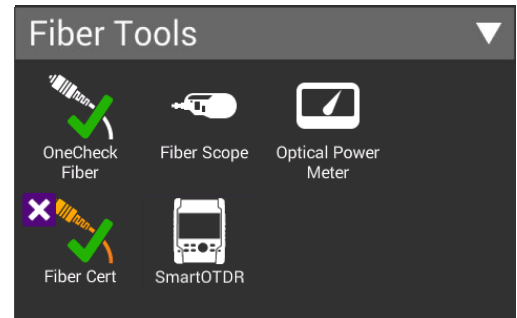 Fiber Tools
OneCheck
Fiber
Fiber Scope
Optical Power
Meter
Fiber Cert
SmartOTDR